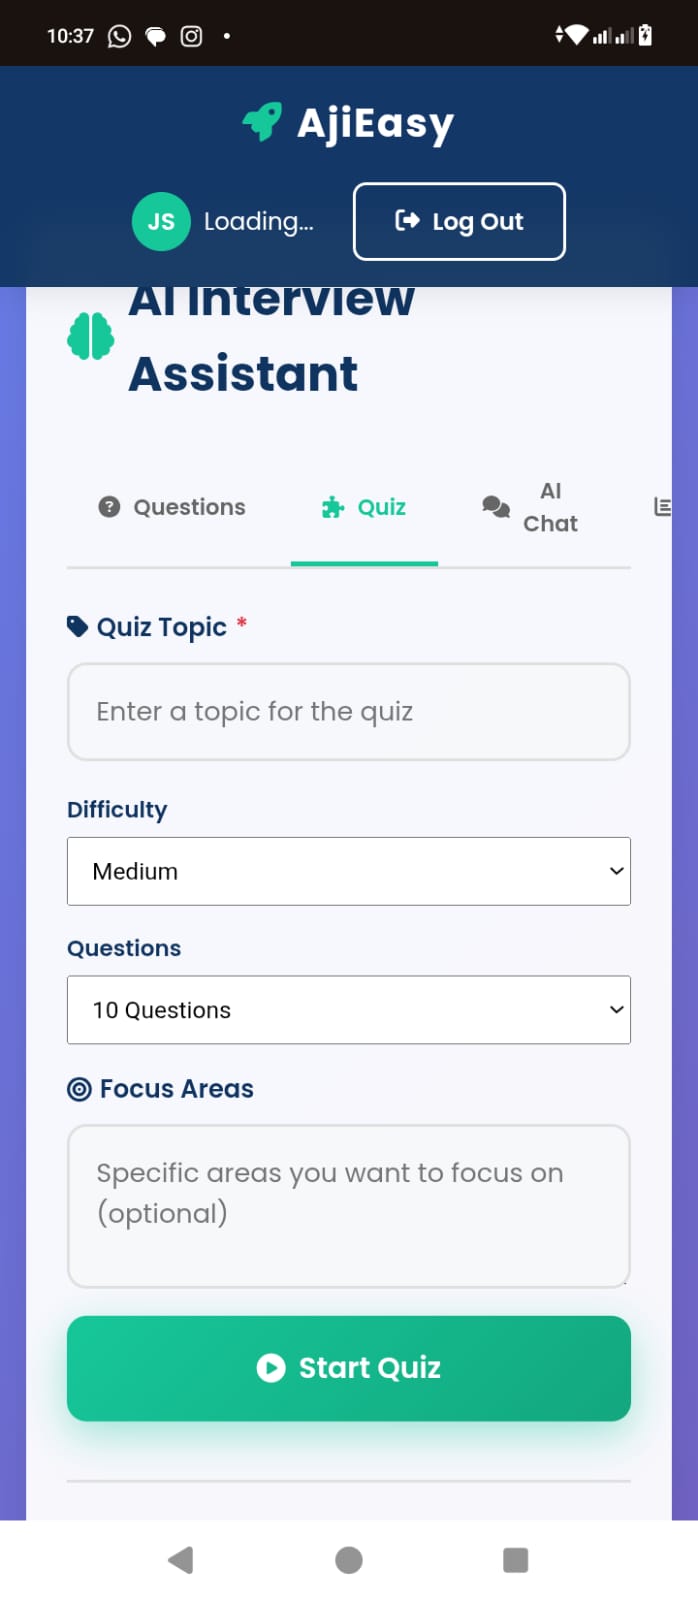 10:37
AjiEasy
JS Loading... Log Out
AI Interview
Assistant
Questions Quiz AI Chat
Quiz Topic *
Enter a topic for the quiz
Difficulty
Medium
Questions
10 Questions
Focus Areas
Specific areas you want to focus on
(optional)
Start Quiz